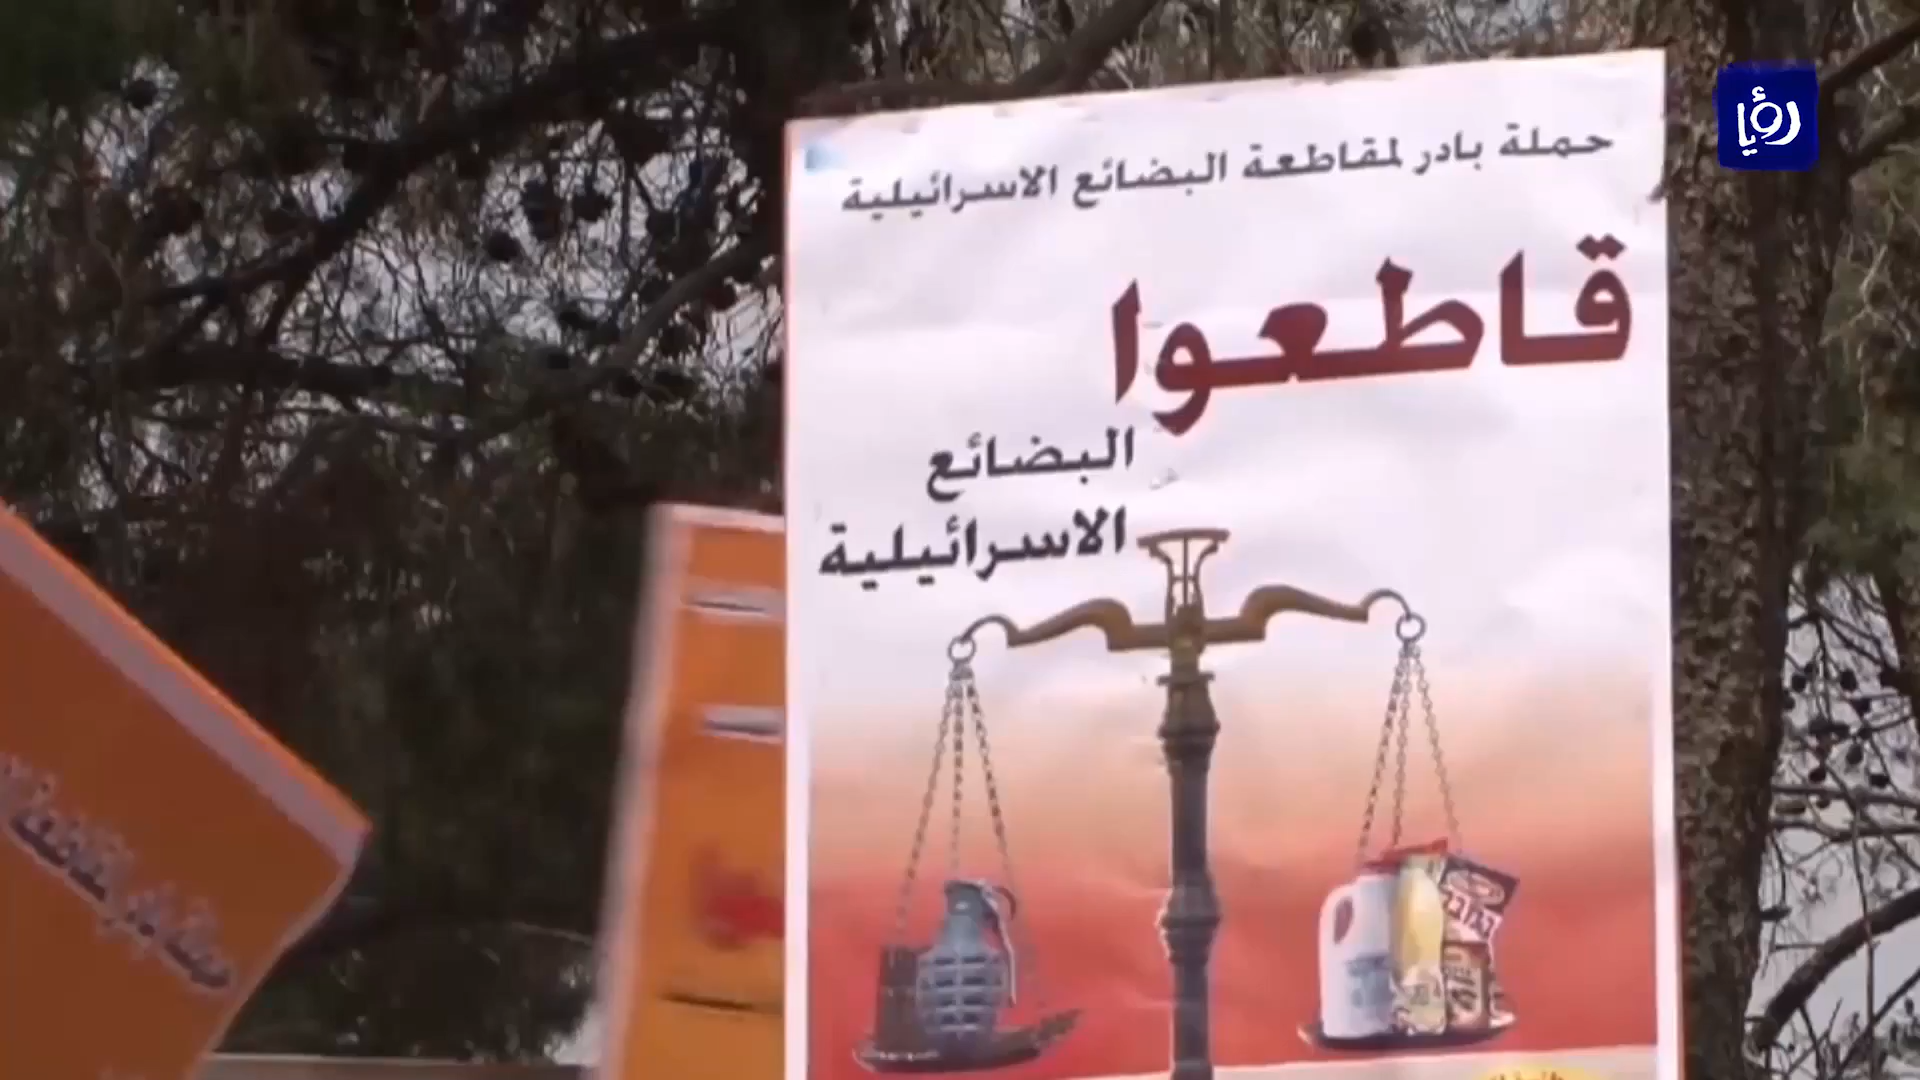 رؤيا
حملة بادر لمقاطعة البضائع الاسرائيلية
قاطعوا
البضائع
الاسرائيلية